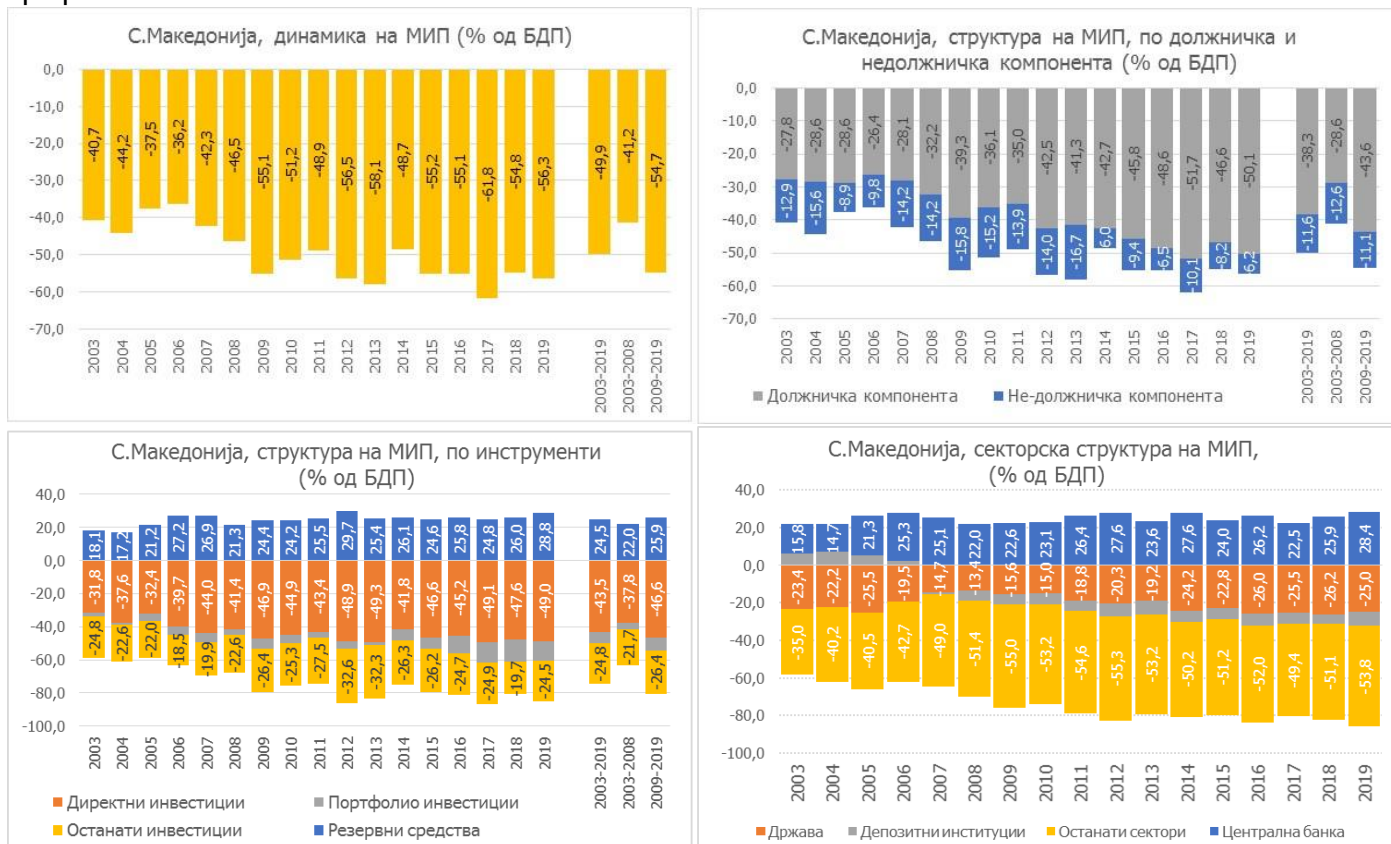 С.Македонија, динамика на МИП (% од БДП)
0,0
-10,0
-20,0
-30,0
-40,0
-50,0
-60,0
-70,0
-40,7 -44,2 -37,5 -36,2 -42,3 -46,5 -55,1 -51,2 -48,9 -56,5 -58,1 -48,7 -55,2 -55,1 -61,8 -54,8 -56,3 -49,9 -41,2 -54,7
2003 2004 2005 2006 2007 2008 2009 2010 2011 2012 2013 2014 2015 2016 2017 2018 2019 2003-2019 2003-2008 2009-2019
С.Македонија, структура на МИП, по должничка и
недолжничка компонента (% од БДП)
0,0
-10,0
-20,0
-30,0
-40,0
-50,0
-60,0
-70,0
-27,8 -28,6 -28,6 -26,4 -28,1 -32,2 -39,3 -36,1 -35,0 -42,5 -41,3 -42,7 -45,8 -48,6 -51,7 -46,6 -50,1 -38,3 -28,6 -43,6
-12,9 -15,6 -8,9 -9,8 -14,2 -14,2 -15,8 -15,2 -13,9 -14,0 -16,7 -6,0 -9,4 -6,5 -10,1 -8,2 -6,2 -11,6 -12,6 -11,1
2003 2004 2005 2006 2007 2008 2009 2010 2011 2012 2013 2014 2015 2016 2017 2018 2019 2003-2019 2003-2008 2009-2019
Должничка компонента Не-должничка компонента
С.Македонија, структура на МИП, по инструменти
(% од БДП)
40,0
20,0
0,0
-20,0
-40,0
-60,0
-80,0
-100,0
18,1 17,2 21,2 27,2 26,9 21,3 24,4 24,2 25,5 29,7 25,4 26,1 24,6 25,8 24,8 26,0 28,8 24,5 22,0 25,9
-31,8 -37,6 -32,4 -39,7 -44,0 -41,4 -46,9 -44,9 -43,4 -48,9 -49,3 -41,8 -46,6 -45,2 -49,1 -47,6 -49,0 -43,5 -37,8 -46,6
-24,8 -22,6 -22,0 -18,5 -19,9 -22,6 -26,4 -25,3 -27,5 -32,6 -32,3 -26,3 -26,2 -24,7 -24,9 -19,7 -24,5 -24,8 -21,7 -26,4
2003 2004 2005 2006 2007 2008 2009 2010 2011 2012 2013 2014 2015 2016 2017 2018 2019 2003-2019 2003-2008 2009-2019
Директни инвестиции Портфолио инвестиции
Останати инвестиции Резервни средства
С.Македонија, секторска структура на МИП,
(% од БДП)
40,0
20,0
0,0
-20,0
-40,0
-60,0
-80,0
-100,0
15,8 14,7 21,3 25,3 25,1 22,0 22,6 23,1 26,4 27,6 23,6 27,6 24,0 26,2 22,5 25,9 28,4
-23,4 -22,2 -25,5 -19,5 -14,7 -13,4 -15,6 -15,0 -18,8 -20,3 -19,2 -24,2 -22,8 -26,0 -25,5 -26,2 -25,0
-35,0 -40,2 -40,5 -42,7 -49,0 -51,4 -55,0 -53,2 -54,6 -55,3 -53,2 -50,2 -51,2 -52,0 -49,4 -51,1 -53,8
2003 2004 2005 2006 2007 2008 2009 2010 2011 2012 2013 2014 2015 2016 2017 2018 2019
Држава Депозитни институции Останати сектори Централна банка